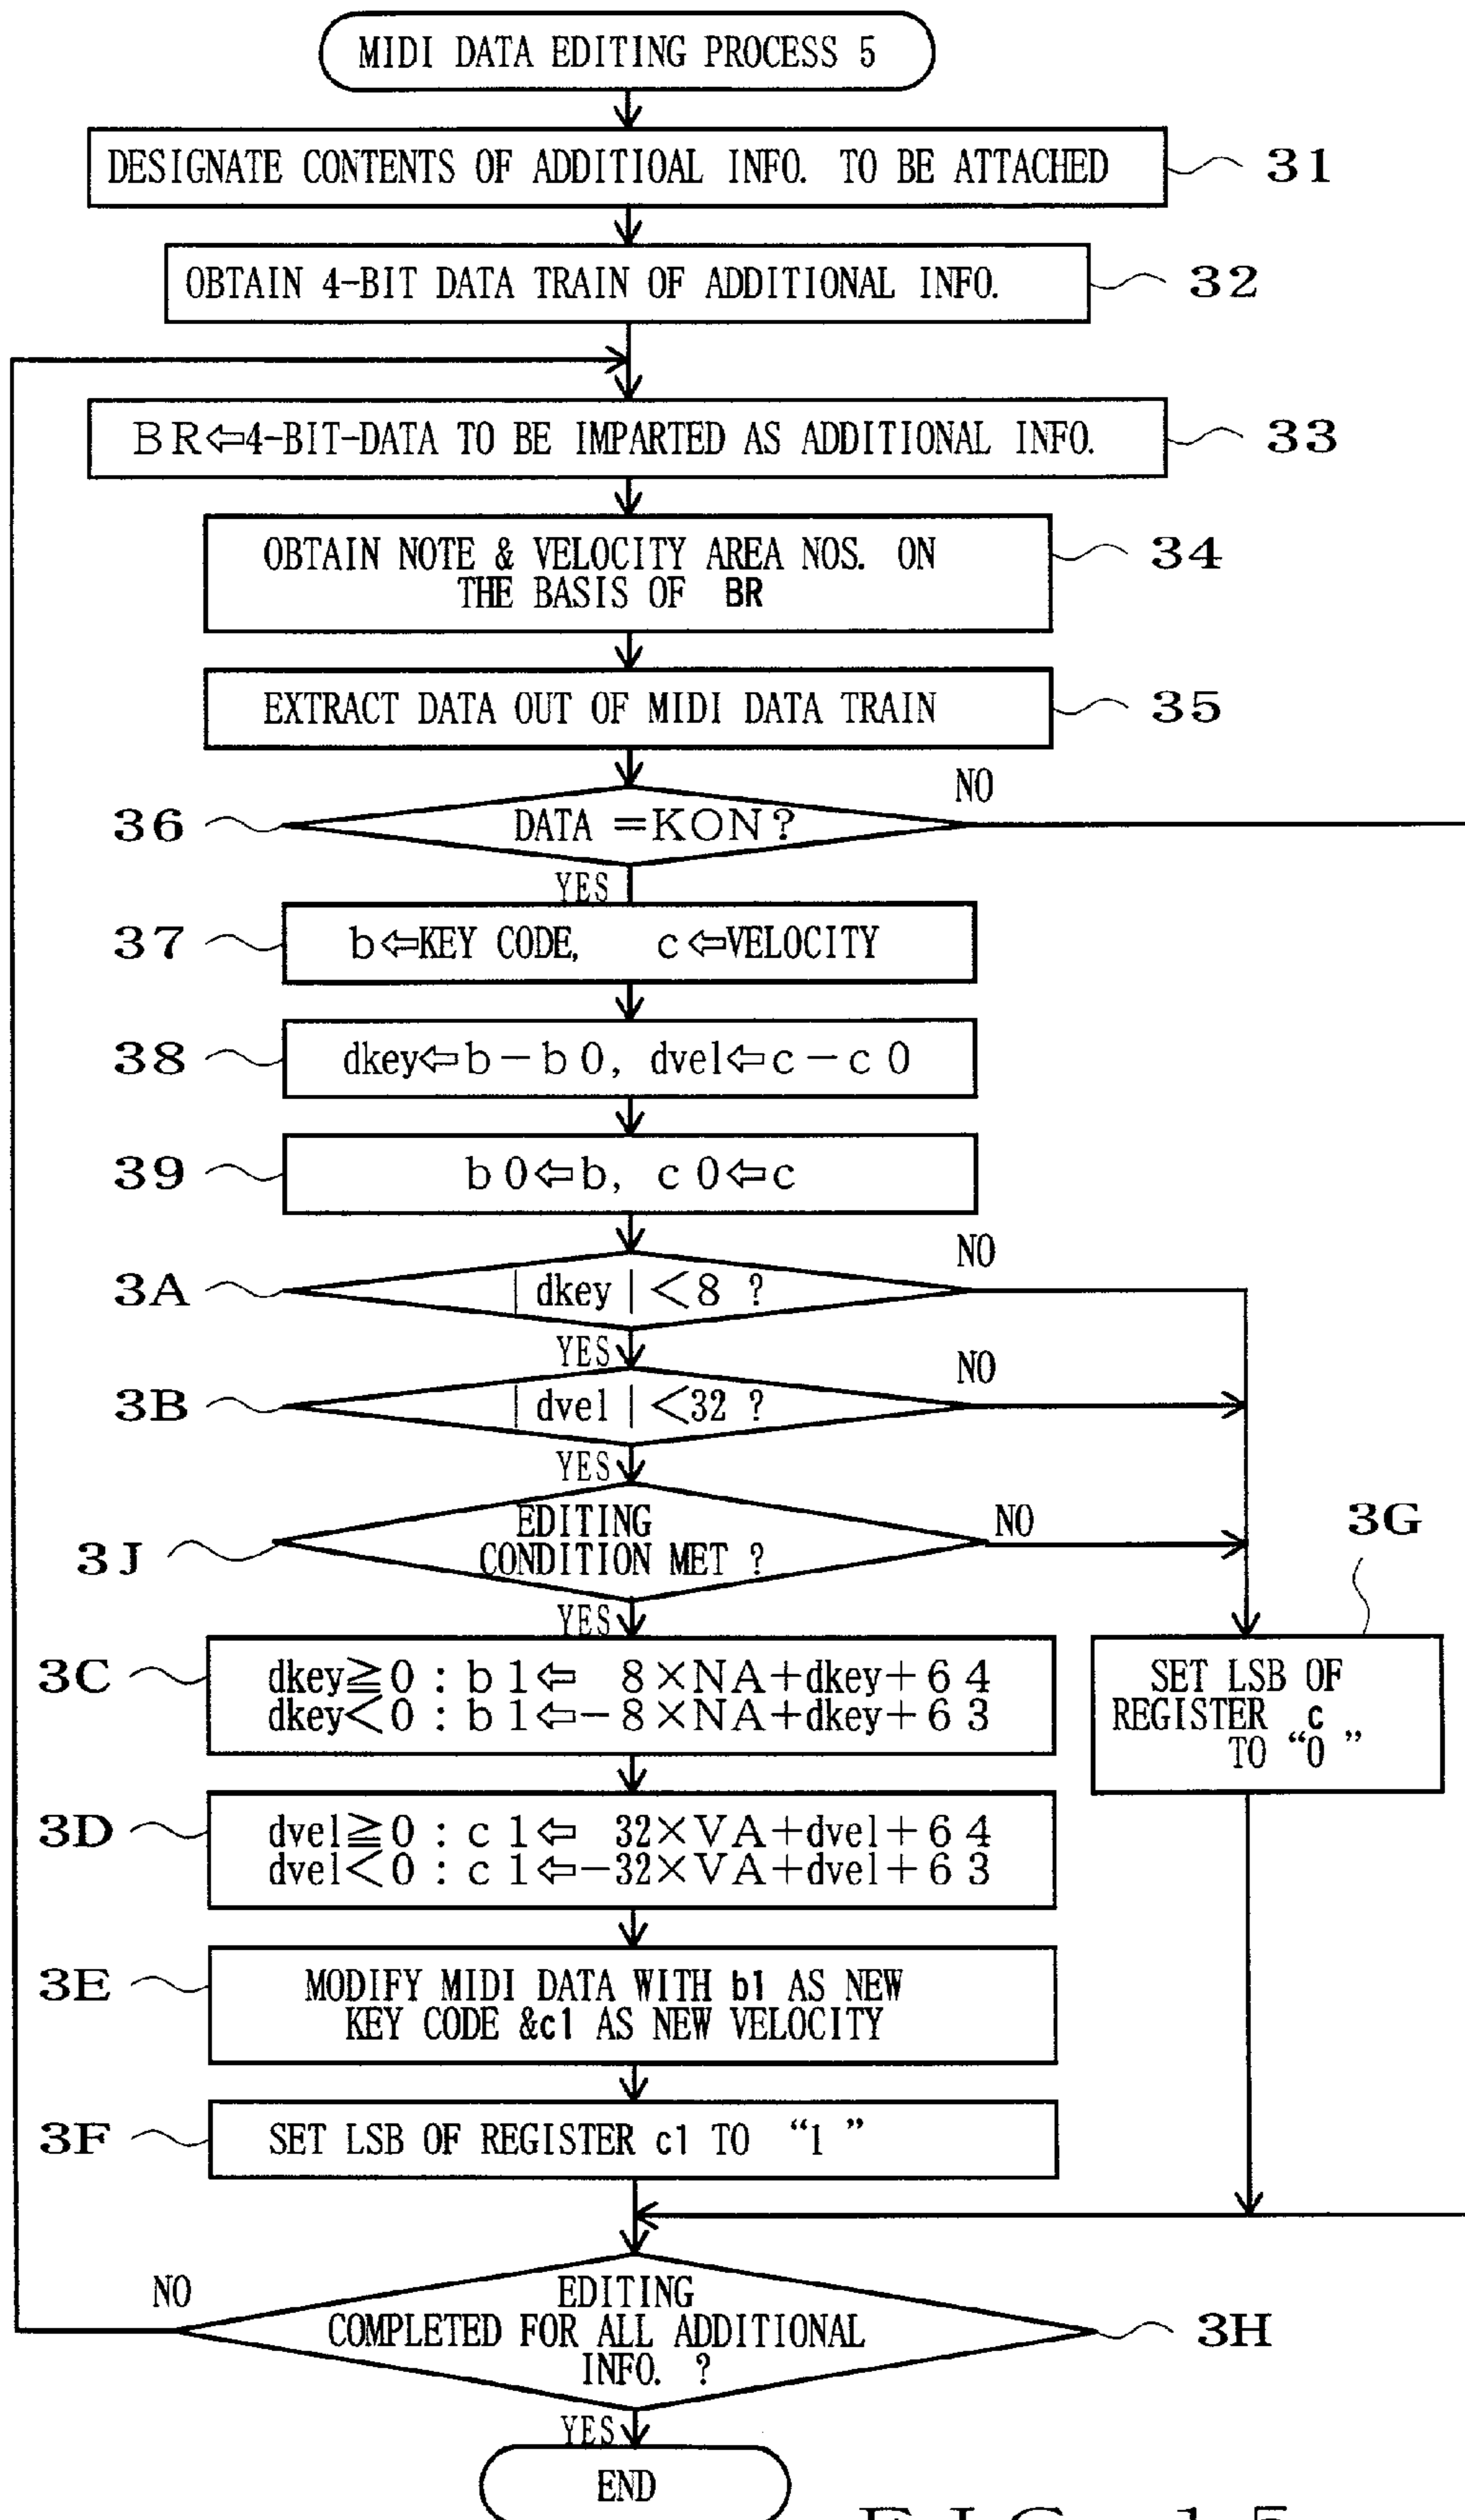 MIDI DATA EDITING PROCESS 5
DESIGNATE CONTENTS OF ADDITIOAL INFO. TO BE ATTACHED
31
OBTAIN 4-BIT DATA TRAIN OF ADDITIONAL INFO.
32
BR⇦4-BIT-DATA TO BE IMPARTED AS ADDITIONAL INFO.
33
OBTAIN NOTE & VELOCITY AREA NOS. ON
THE BASIS OF BR
34
EXTRACT DATA OUT OF MIDI DATA TRAIN
35
36
DATA =KON?
NO
YES
37
b⇦KEY CODE, c⇦VELOCITY
38
dkey⇦b-b0, dvel⇦c-c0
39
b0⇦b, c0⇦c
3A
|dkey|<8 ?
NO
YES
3B
|dvel|<32 ?
NO
YES
3J
EDITING
CONDITION MET ?
NO
YES
3G
SET LSB OF
REGISTER c
TO “0”
3C
dkey≧0 : b1⇦ 8×NA+dkey+64
dkey<0 : b1⇦-8×NA+dkey+63
3D
dvel≧0 : c1⇦ 32×VA+dvel+64
dvel<0 : c1⇦-32×VA+dvel+63
3E
MODIFY MIDI DATA WITH b1 AS NEW
KEY CODE &c1 AS NEW VELOCITY
3F
SET LSB OF REGISTER c1 TO “1”
NO
EDITING
COMPLETED FOR ALL ADDITIONAL
INFO. ?
3H
YES
END